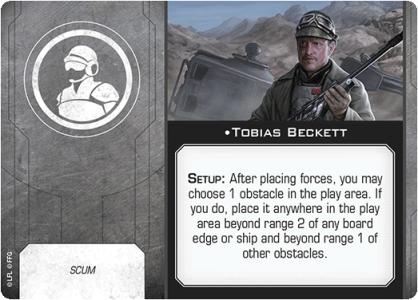 •Tobias Beckett
Setup: After placing forces, you may
choose 1 obstacle in the play area. If
you do, place it anywhere in the play
area beyond range 2 of any board
edge or ship and beyond range 1 of
other obstacles.
SCUM
©LFL ©FFG